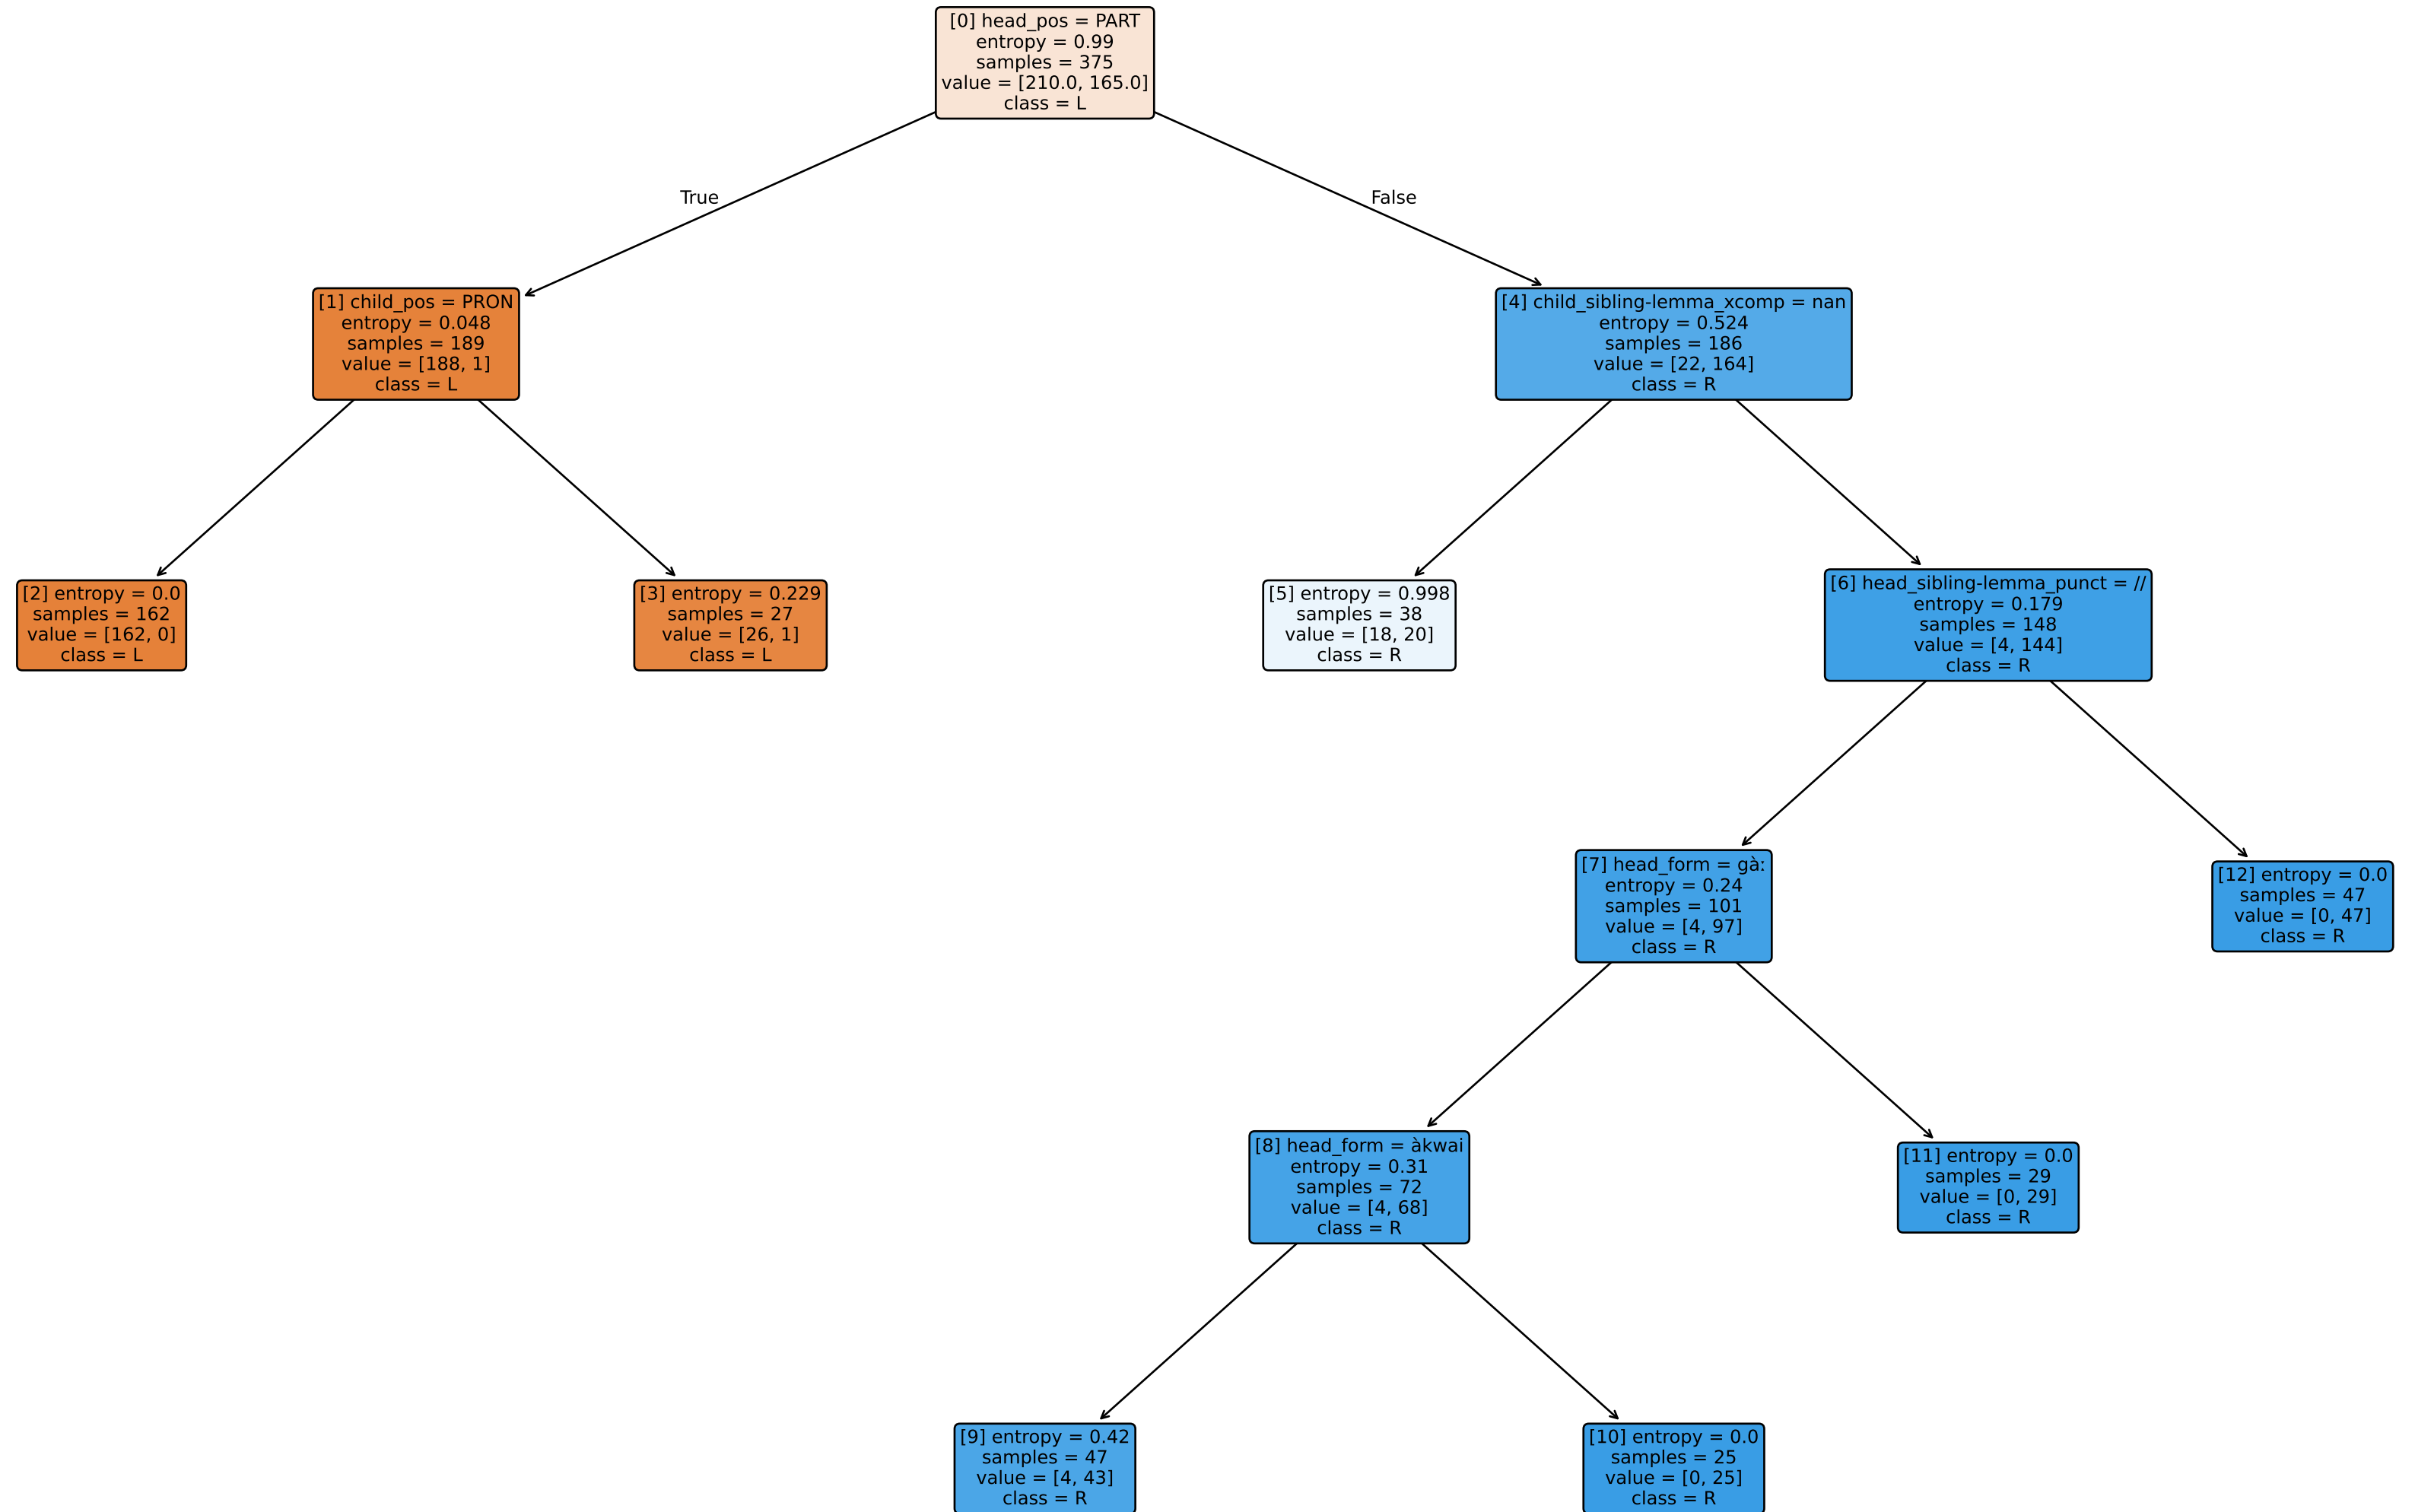 [0] head_pos = PART
entropy = 0.99
samples = 375
value = [210.0, 165.0]
class = L
True
False
[1] child_pos = PRON
entropy = 0.048
samples = 189
value = [188, 1]
class = L
[4] child_sibling-lemma_xcomp = nan
entropy = 0.524
samples = 186
value = [22, 164]
class = R
[2] entropy = 0.0
samples = 162
value = [162, 0]
class = L
[3] entropy = 0.229
samples = 27
value = [26, 1]
class = L
[5] entropy = 0.998
samples = 38
value = [18, 20]
class = R
[6] head_sibling-lemma_punct = //
entropy = 0.179
samples = 148
value = [4, 144]
class = R
[7] head_form = gà:
entropy = 0.24
samples = 101
value = [4, 97]
class = R
[12] entropy = 0.0
samples = 47
value = [0, 47]
class = R
[8] head_form = àkwai
entropy = 0.31
samples = 72
value = [4, 68]
class = R
[11] entropy = 0.0
samples = 29
value = [0, 29]
class = R
[9] entropy = 0.42
samples = 47
value = [4, 43]
class = R
[10] entropy = 0.0
samples = 25
value = [0, 25]
class = R